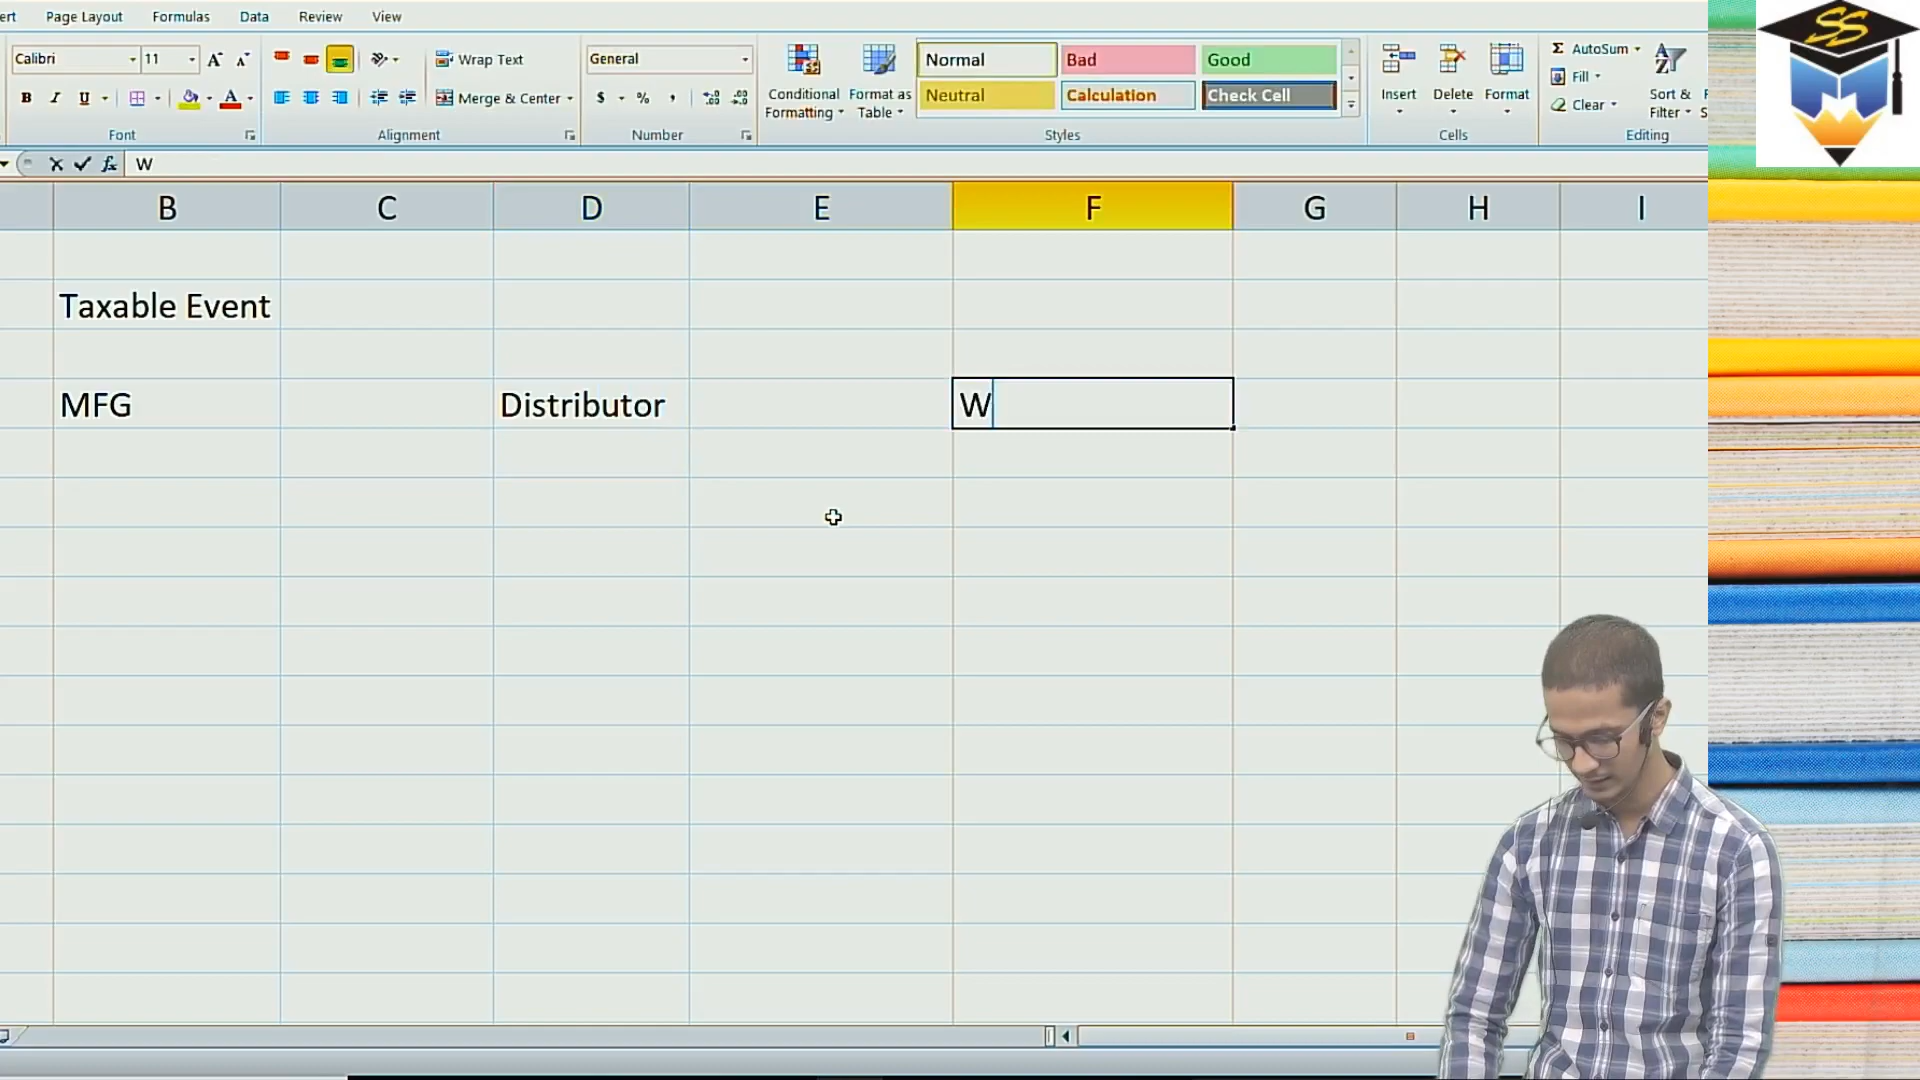 ert Page Layout Formulas Data Review View
Calibri 11 A A Wrap Text General Normal Bad Good Σ AutoSum
Conditional Formatting Format as Table Insert Delete Format Fill
B I U A Merge & Center $ % , Neutral Calculation Check Cell Clear Sort & Filter
Font Alignment Number Styles Cells Editing
fx W
B C D E F G H I
Taxable Event
MFG Distributor W
SS